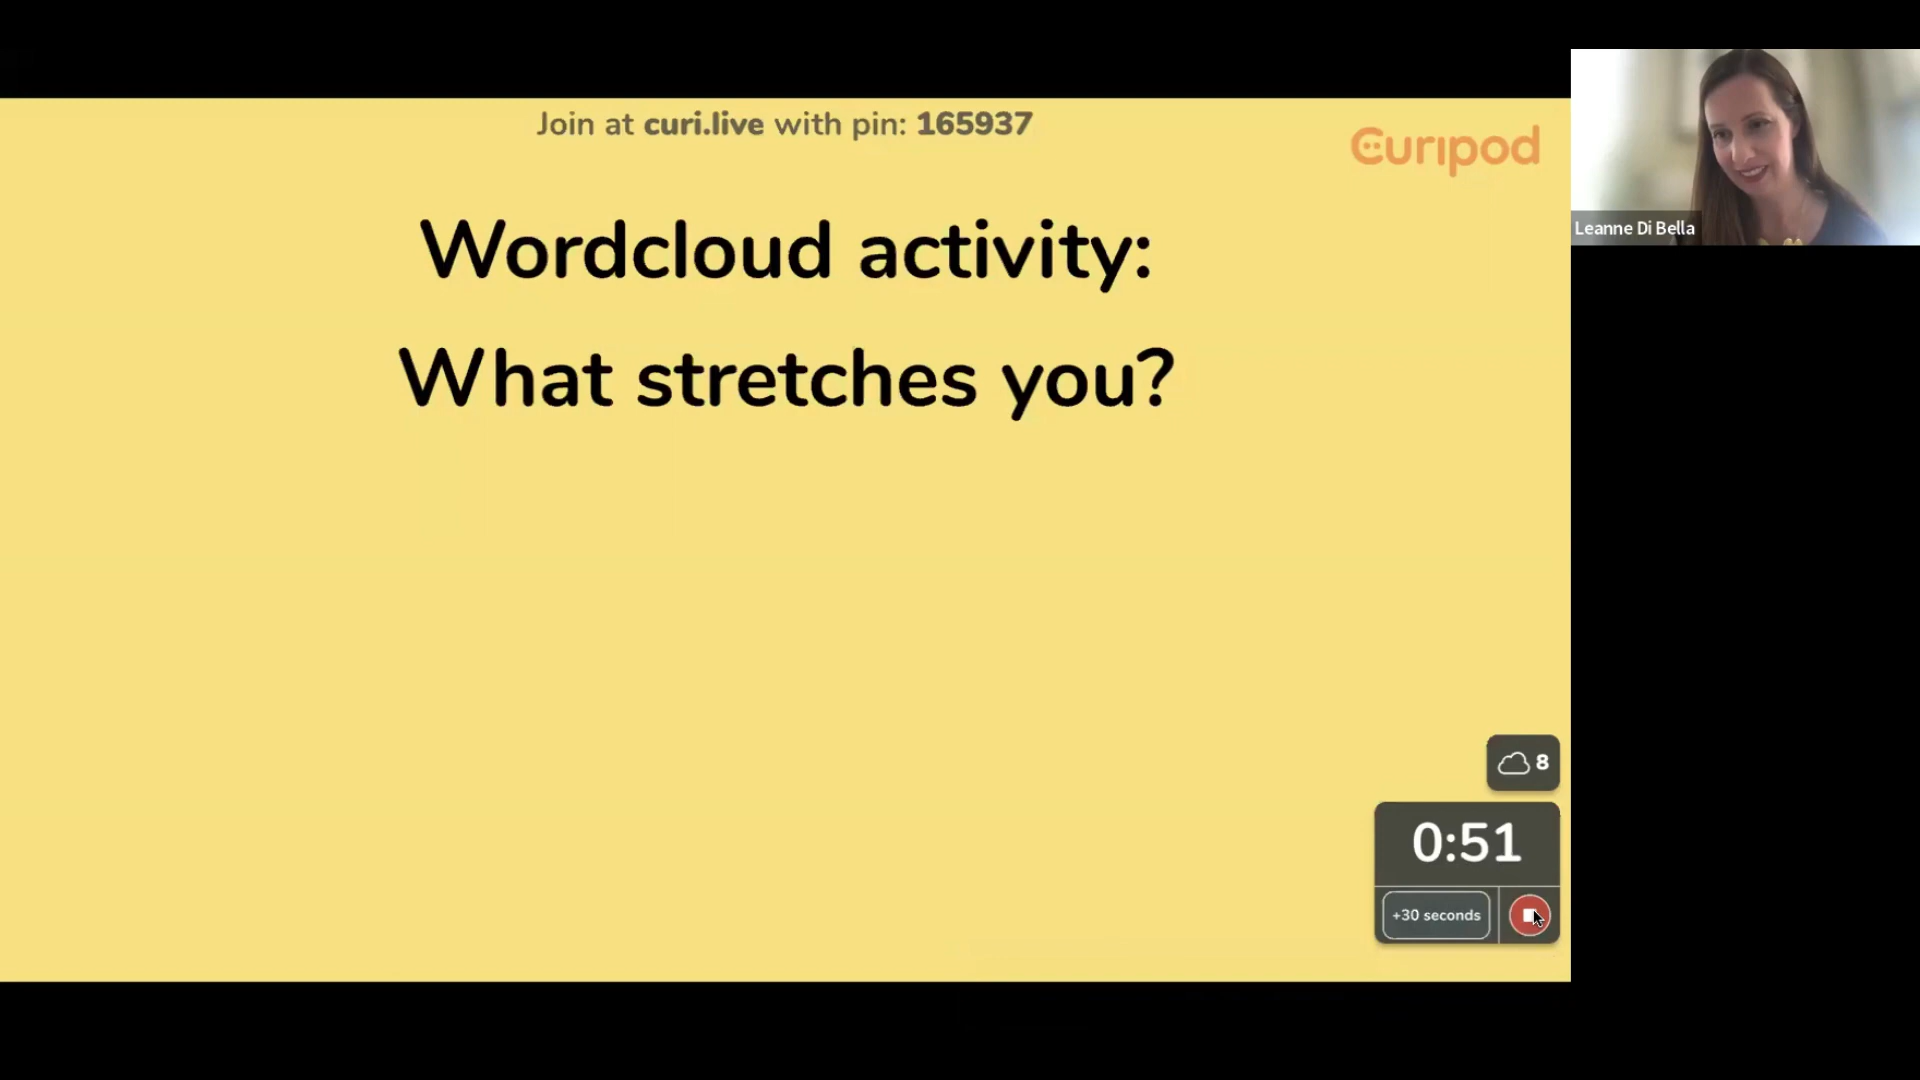 Join at curi.live with pin: 165937
Curipod
Leanne Di Bella
Wordcloud activity:
What stretches you?
8
0:51
+30 seconds